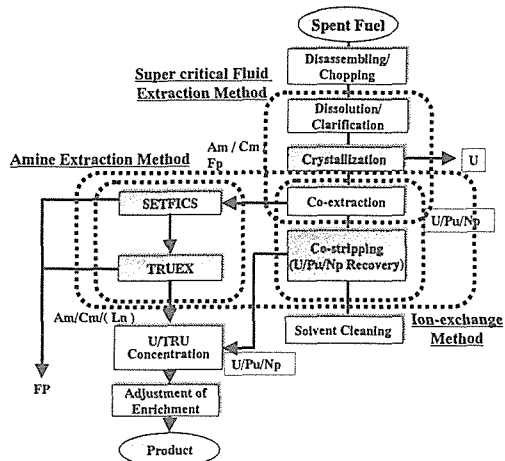 Spent Fuel
Disassembling/
Chopping
Super critical Fluid
Extraction Method
Dissolution/
Clarification
Am / Cm
Fp
Crystallization
U
Amine Extraction Method
SETFICS
Co-extraction
U/Pu/Np
Co-stripping
(U/Pu/Np Recovery)
TRUEX
Am/Cm/( Ln )
Solvent Cleaning
Ion-exchange
Method
U/TRU
Concentration
U/Pu/Np
FP
Adjustment of
Enrichment
Product